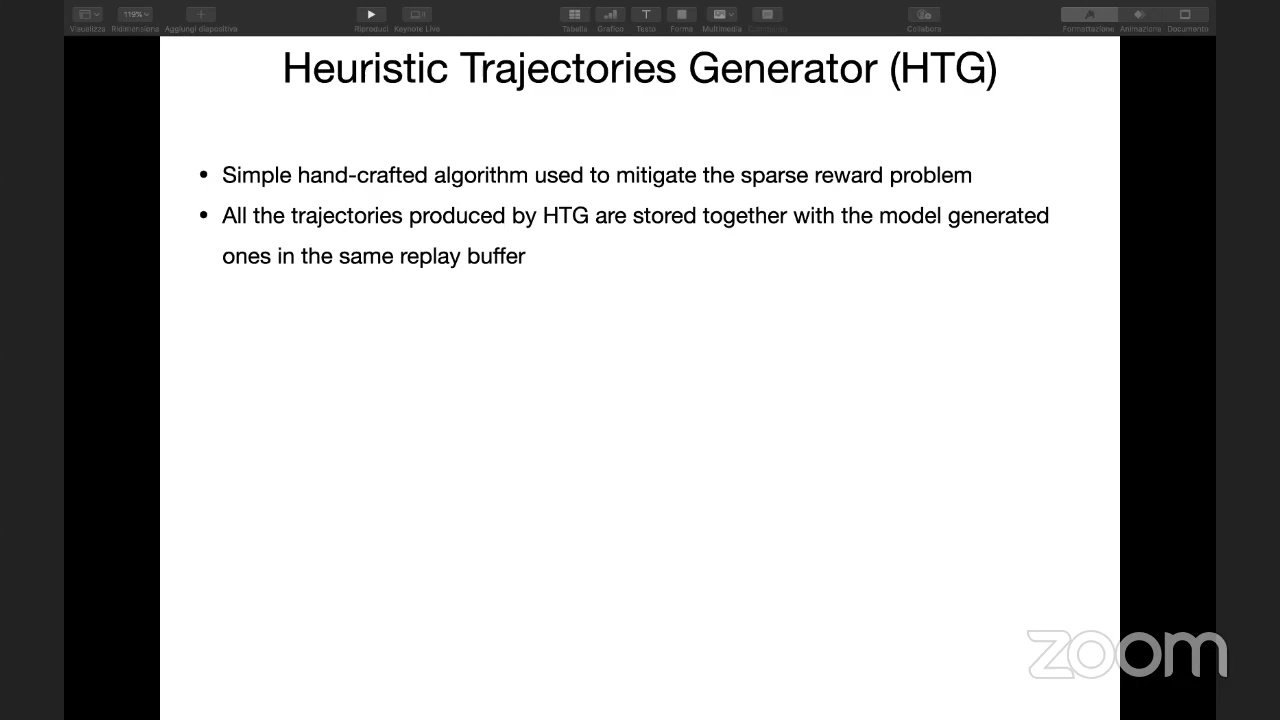 119%
Visualizza Ridimensiona Aggiungi diapositiva Riproduci Keynote Live Tabella Grafico Testo Forma Multimedia Collabora Formattazione Animazione Documento
Heuristic Trajectories Generator (HTG)
• Simple hand-crafted algorithm used to mitigate the sparse reward problem
• All the trajectories produced by HTG are stored together with the model generated
ones in the same replay buffer
zoom